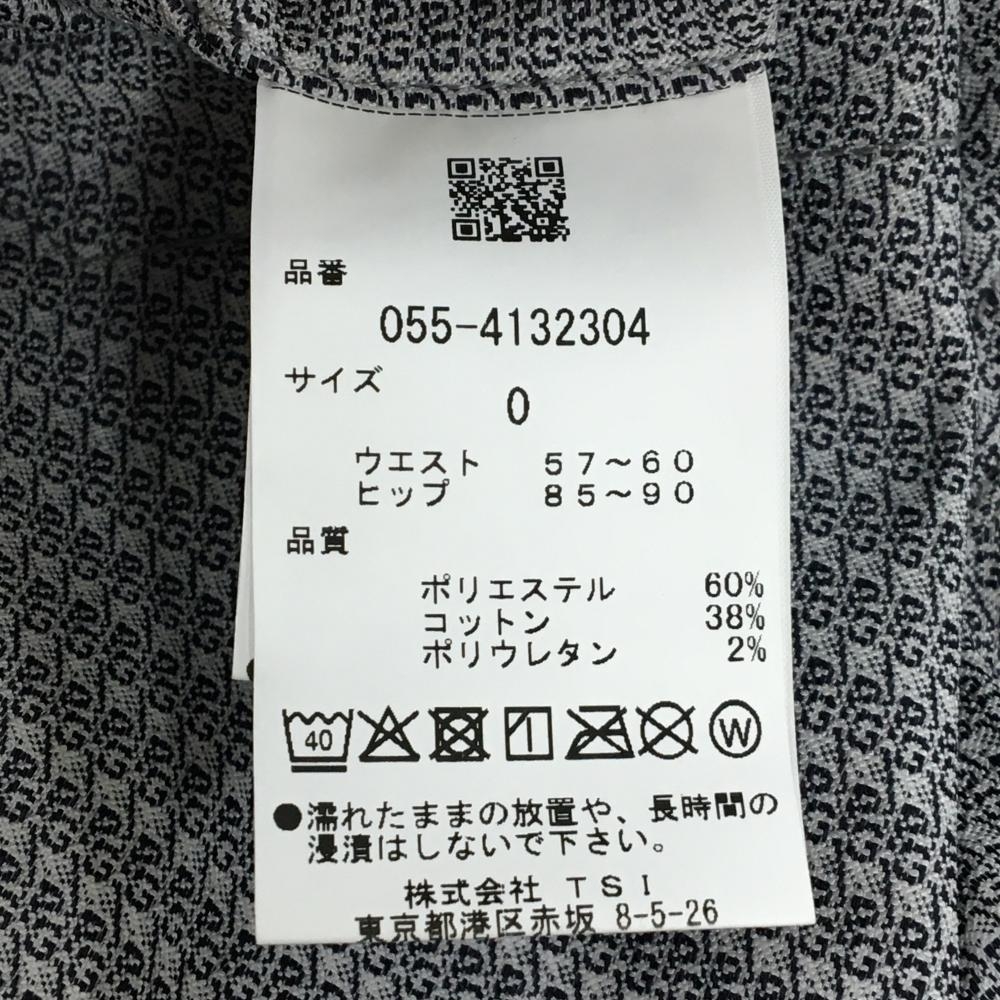 品番
055-4132304
サイズ
0
ウエスト 57～60
ヒップ 85～90
品質
ポリエステル 60%
コットン 38%
ポリウレタン 2%
40 W
●濡れたままの放置や、長時間の
浸漬はしないで下さい。
株式会社 TSI
東京都港区赤坂 8-5-26